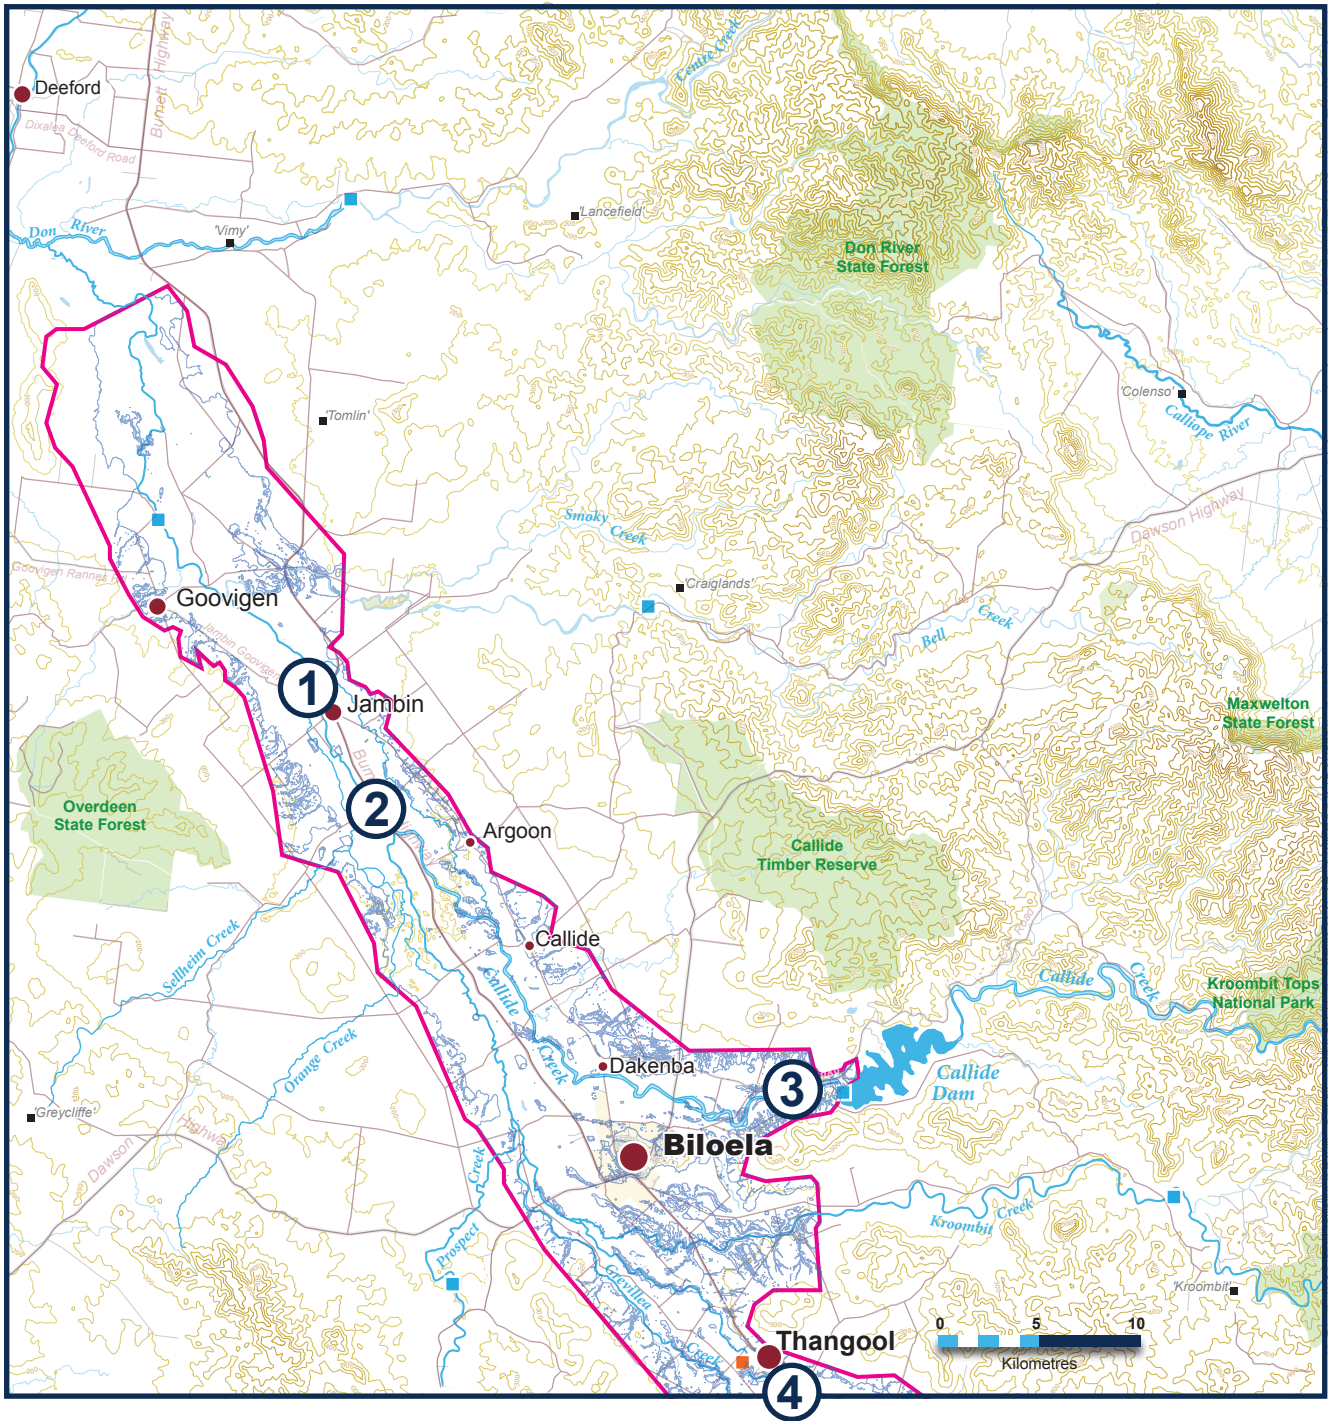 Deeford
Burnett Highway
Centre Creek
Dixalea Deeford Road
Don River
'Vimy'
'Lancefield'
Don River
State Forest
'Colenso'
Calliope River
'Tomlin'
Smoky Creek
Dawson Highway
Goovigen Rannes
Goovigen
'Craiglands'
Bell Creek
Jambin Goovigen
1
Jambin
Maxwelton
State Forest
2
Overdeen
State Forest
Argoon
Callide
Timber Reserve
Callide
Sellheim Creek
Callide Creek
Callide Creek
Kroombit Tops
National Park
Orange Creek
Dakenba
3
Callide
Dam
'Greycliffe'
Dawson Highway
Biloela
Prospect Creek
Kroombit Creek
Grevillea Creek
'Kroombit'
0 5 10
Kilometres
Thangool
4